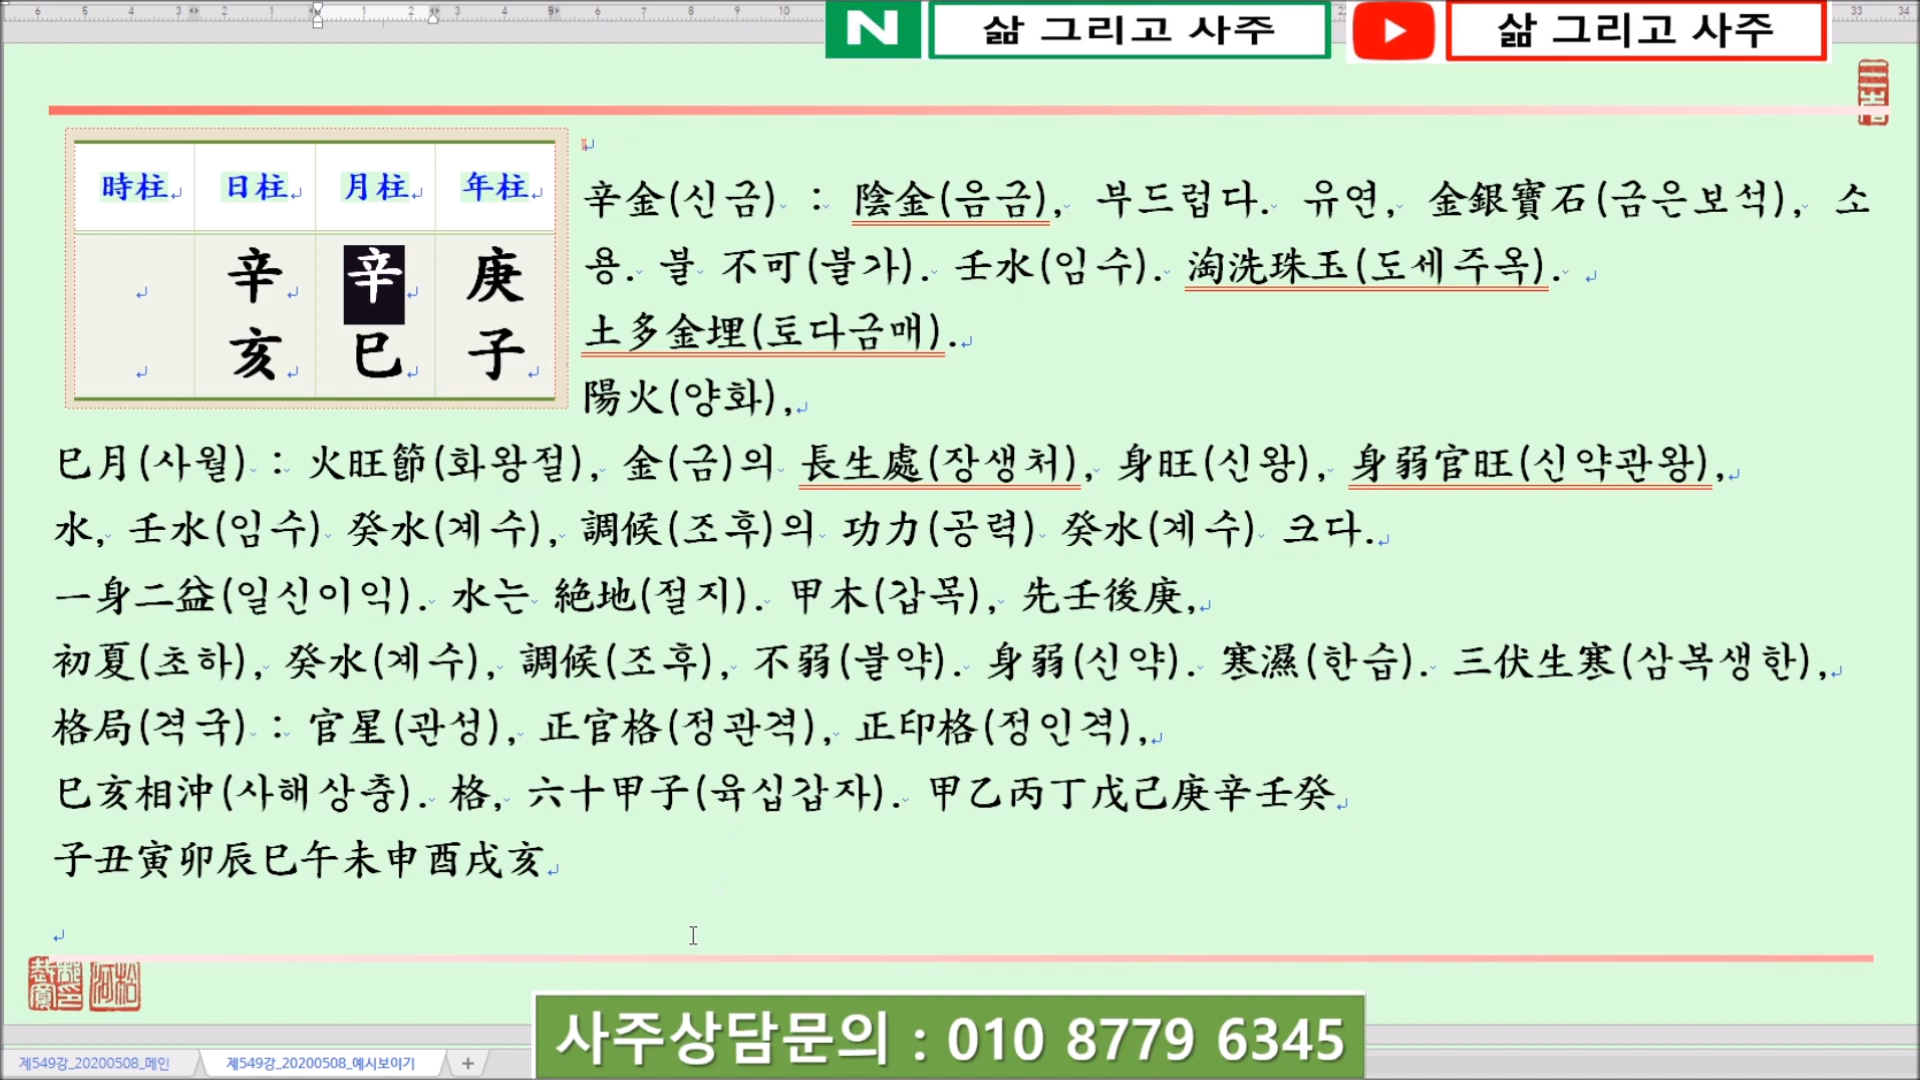 삶 그리고 사주
삶 그리고 사주
時柱 日柱 月柱 年柱
辛 辛 庚
亥 巳 子
辛金(신금) : 陰金(음금), 부드럽다. 유연, 金銀寶石(금은보석), 소
용. 불 不可(불가). 壬水(임수). 淘洗珠玉(도세주옥).
土多金埋(토다금매).
陽火(양화),
巳月(사월) : 火旺節(화왕절), 金(금)의 長生處(장생처), 身旺(신왕), 身弱官旺(신약관왕),
水, 壬水(임수) 癸水(계수), 調候(조후)의 功力(공력) 癸水(계수) 크다.
一身二益(일신이익). 水는 絶地(절지). 甲木(갑목), 先壬後庚,
初夏(초하), 癸水(계수), 調候(조후), 不弱(불약). 身弱(신약). 寒濕(한습). 三伏生寒(삼복생한),
格局(격국) : 官星(관성), 正官格(정관격), 正印格(정인격),
巳亥相沖(사해상충). 格, 六十甲子(육십갑자). 甲乙丙丁戊己庚辛壬癸
子丑寅卯辰巳午未申酉戌亥
사주상담문의 : 010 8779 6345
제549강_20200508_메인 제549강_20200508_예시보이기